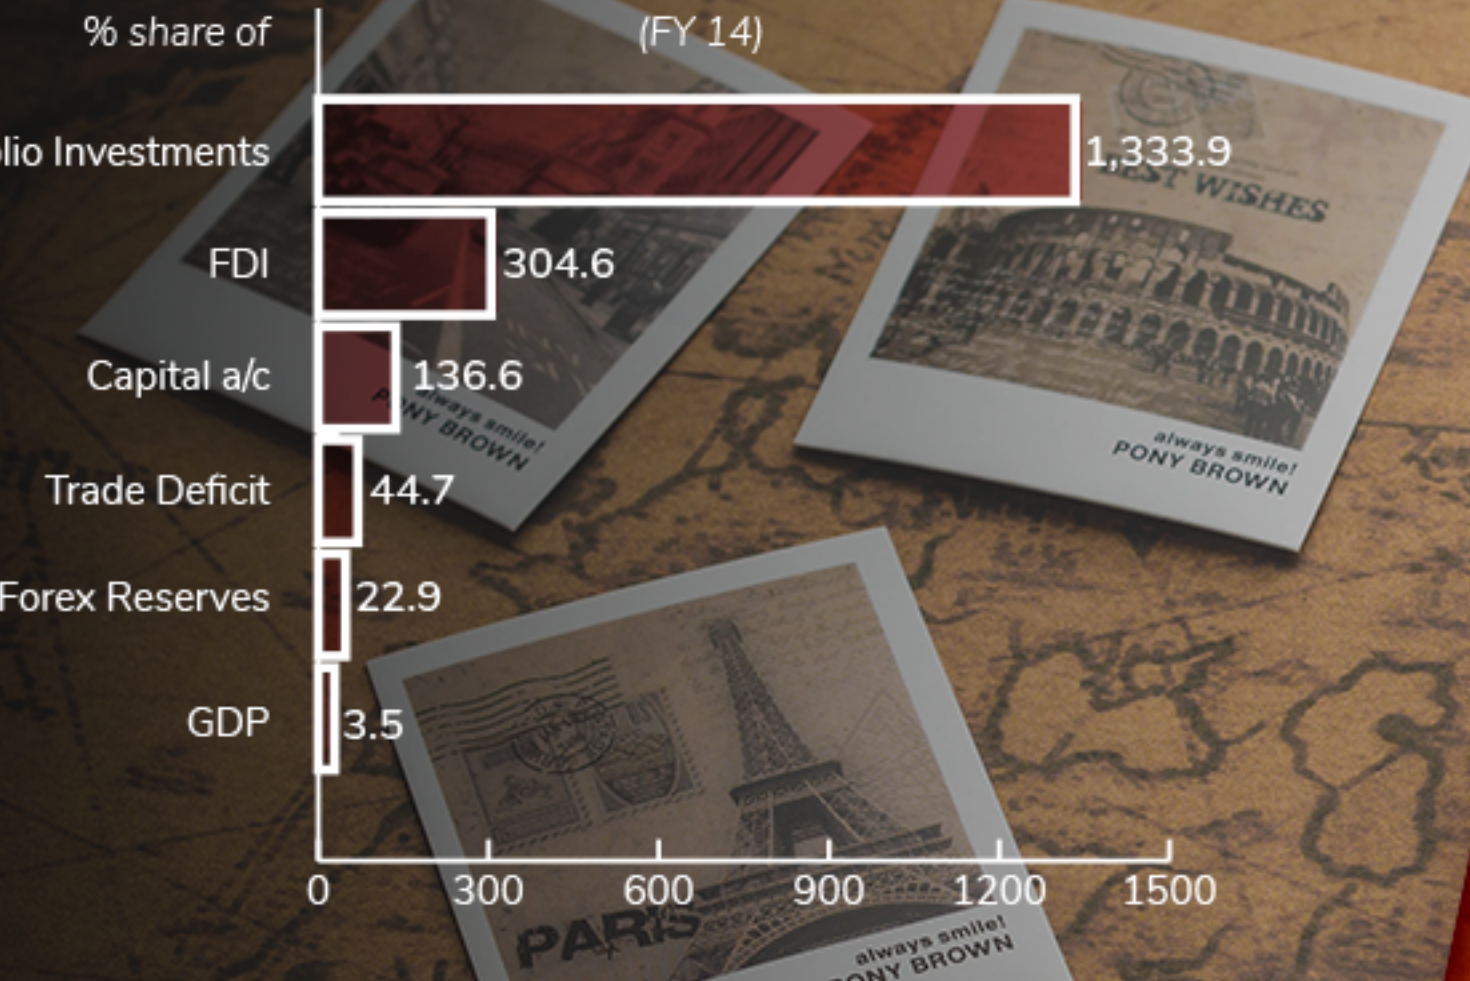 % share of
(FY 14)
lio Investments
1,333.9
FDI
304.6
Capital a/c
136.6
Trade Deficit
44.7
Forex Reserves
22.9
GDP
3.5
0 300 600 900 1200 1500
BEST WISHES
always smile!
PONY BROWN
always smile!
PONY BROWN
PARIS
always smile!
PONY BROWN